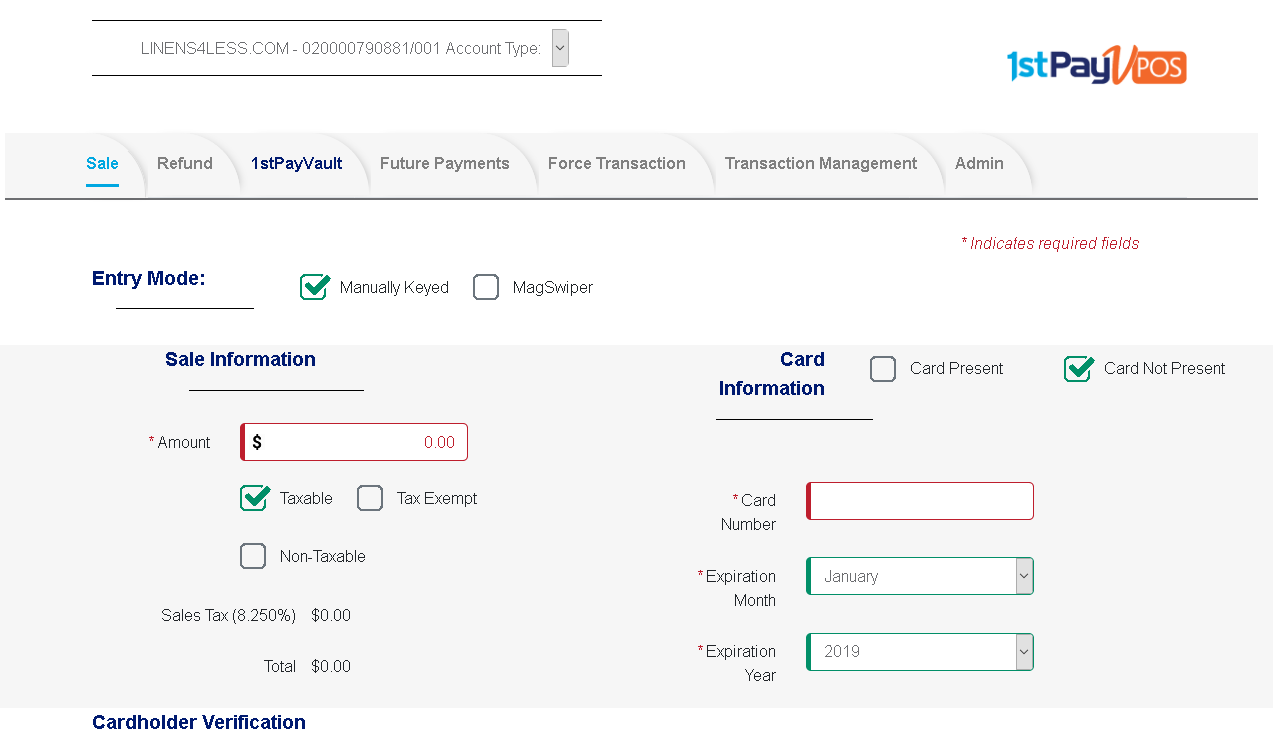 LINENS4LESS.COM - 020000790881/001 Account Type:
1stPayVPOS
Sale Refund 1stPayVault Future Payments Force Transaction Transaction Management Admin
* Indicates required fields
Entry Mode: Manually Keyed MagSwiper
Sale Information
* Amount $ 0.00
Taxable Tax Exempt
Non-Taxable
Sales Tax (8.250%) $0.00
Total $0.00
Card
Information
Card Present Card Not Present
* Card
Number
* Expiration
Month
January
* Expiration
Year
2019
Cardholder Verification